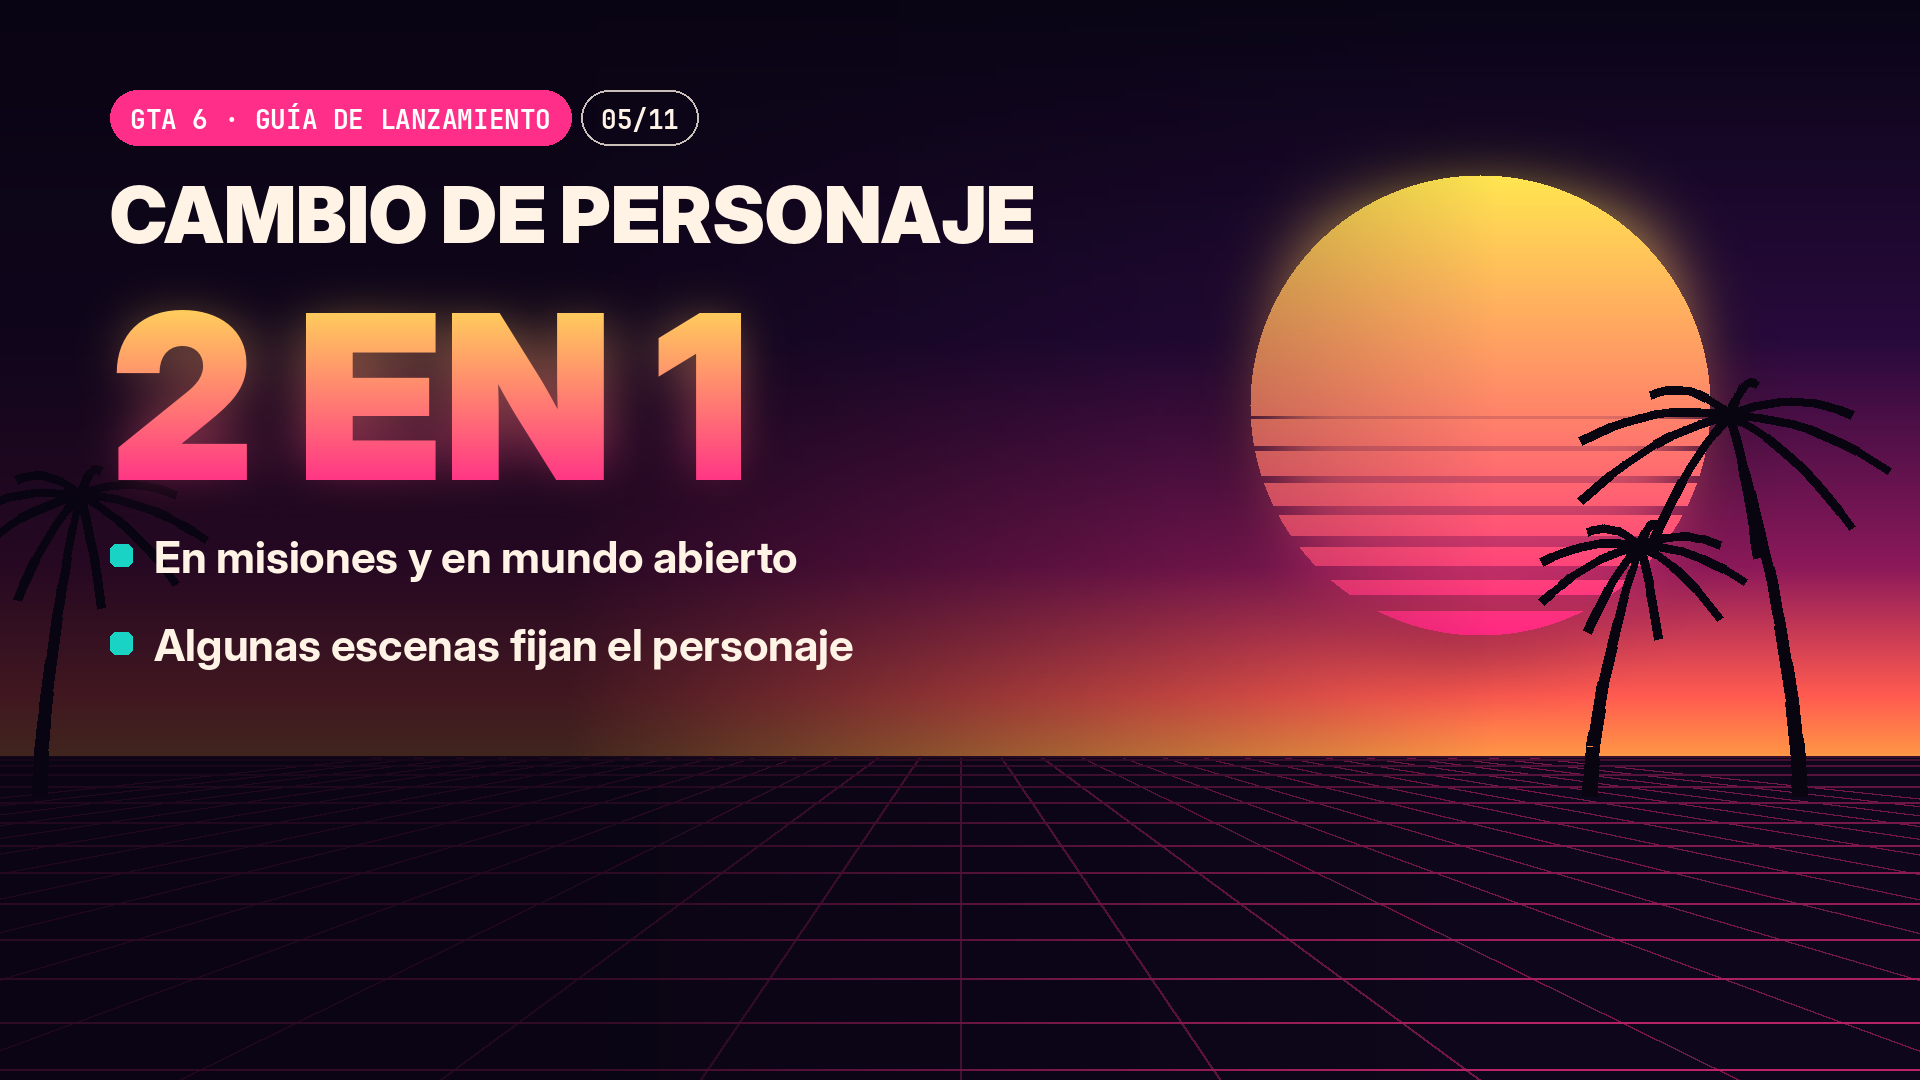 GTA 6 · GUÍA DE LANZAMIENTO 05/11
CAMBIO DE PERSONAJE
2 EN 1
En misiones y en mundo abierto
Algunas escenas fijan el personaje